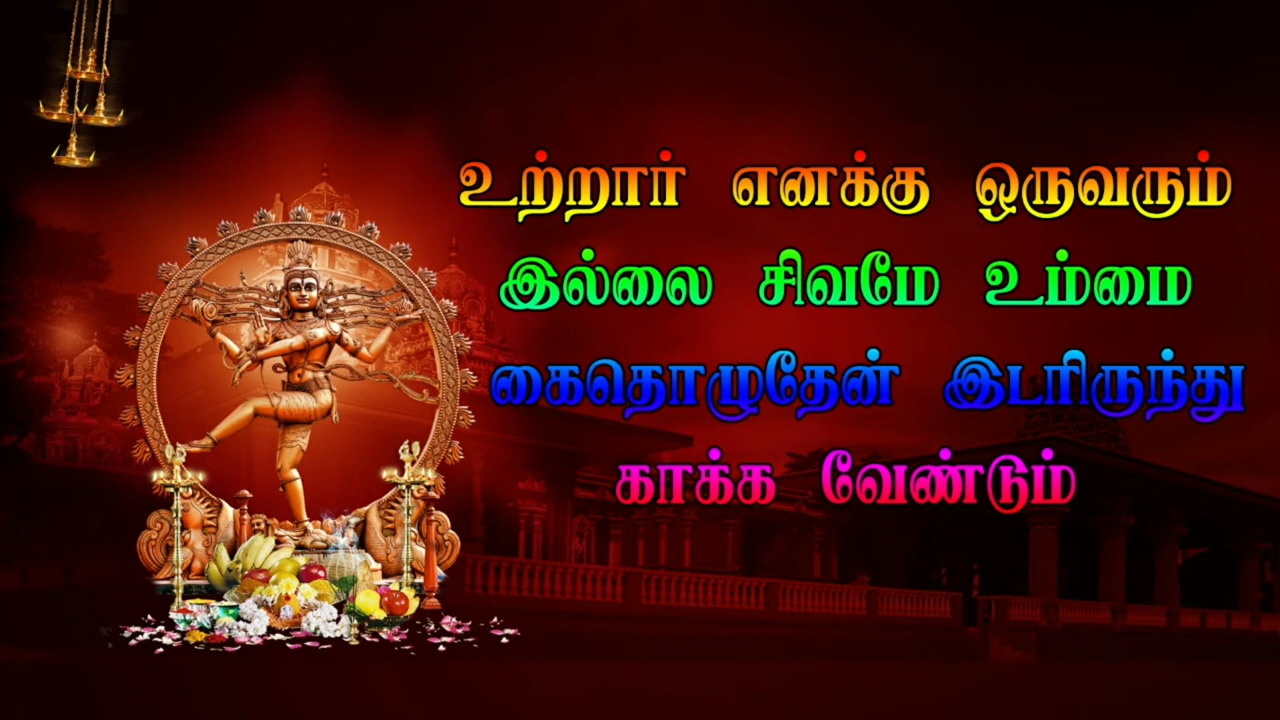 உற்றார் எனக்கு ஒருவரும்
இல்லை சிவமே உம்மை
கைதொழுதேன் இடரிருந்து
காக்க வேண்டும்